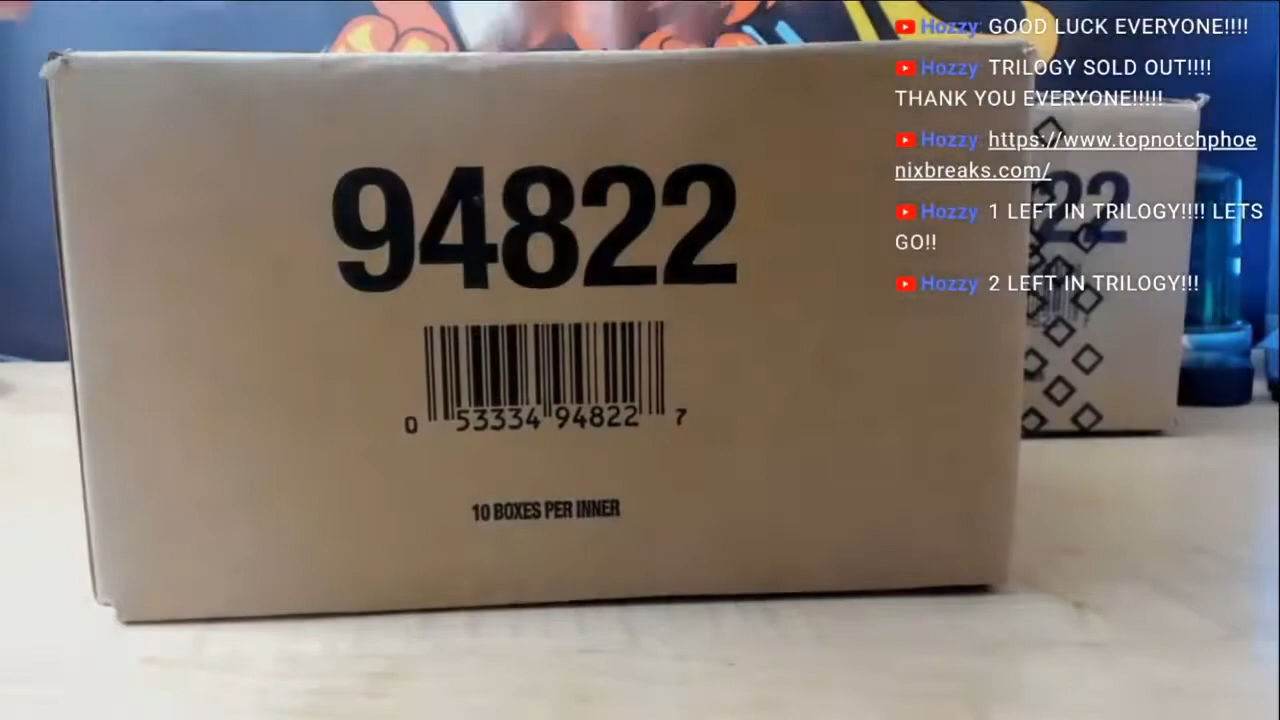 94822
0 53334 94822 7
10 BOXES PER INNER
Hozzy GOOD LUCK EVERYONE!!!!
Hozzy TRILOGY SOLD OUT!!!!
THANK YOU EVERYONE!!!!!
Hozzy https://www.topnotchphoe
nixbreaks.com/
Hozzy 1 LEFT IN TRILOGY!!!! LETS
GO!!
Hozzy 2 LEFT IN TRILOGY!!!
22